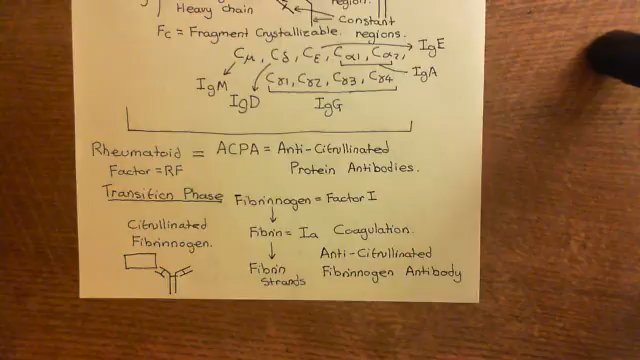 Heavy chain
region.
Constant
Fc = Fragment Crystallizable regions.
Cμ, Cδ, Cε, Cα1, Cα2, IgE
IgA
Cγ1, Cγ2, Cγ3, Cγ4
IgM
IgD
IgG
Rheumatoid = ACPA = Anti-Citrullinated
Factor = RF Protein Antibodies.
Transition Phase Fibrinnogen = Factor I
Citrullinated
Fibrinnogen.
Fibrin = Ia Coagulation.
Fibrin
Strands
Anti-Citrullinated
Fibrinnogen Antibody